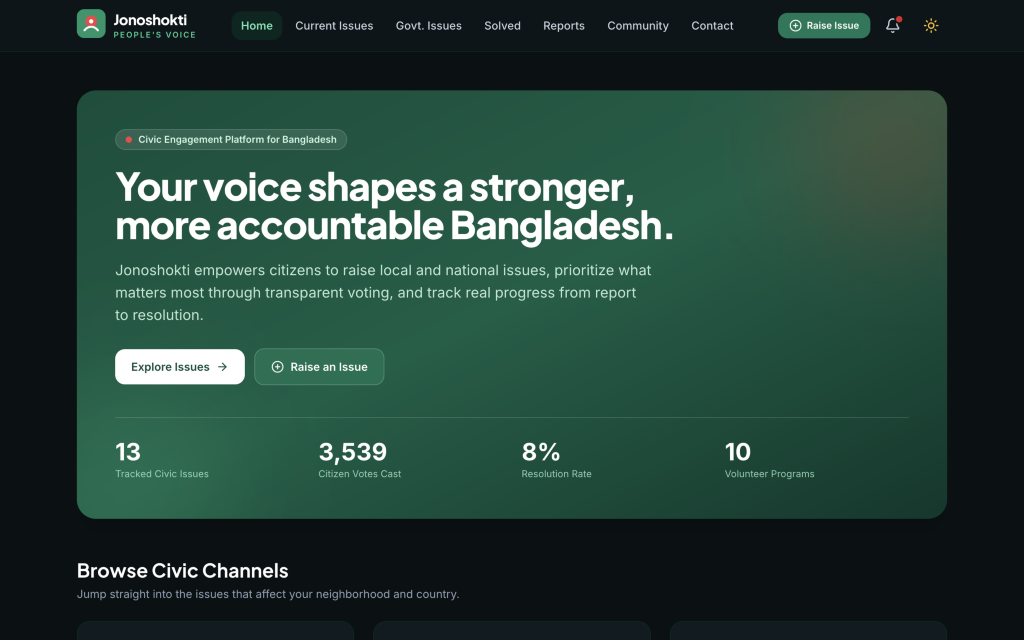 Jonoshokti
PEOPLE'S VOICE
Home
Current Issues
Govt. Issues
Solved
Reports
Community
Contact
Raise Issue
Civic Engagement Platform for Bangladesh
Your voice shapes a stronger,
more accountable Bangladesh.
Jonoshokti empowers citizens to raise local and national issues, prioritize what
matters most through transparent voting, and track real progress from report
to resolution.
Explore Issues
Raise an Issue
13
Tracked Civic Issues
3,539
Citizen Votes Cast
8%
Resolution Rate
10
Volunteer Programs
Browse Civic Channels
Jump straight into the issues that affect your neighborhood and country.